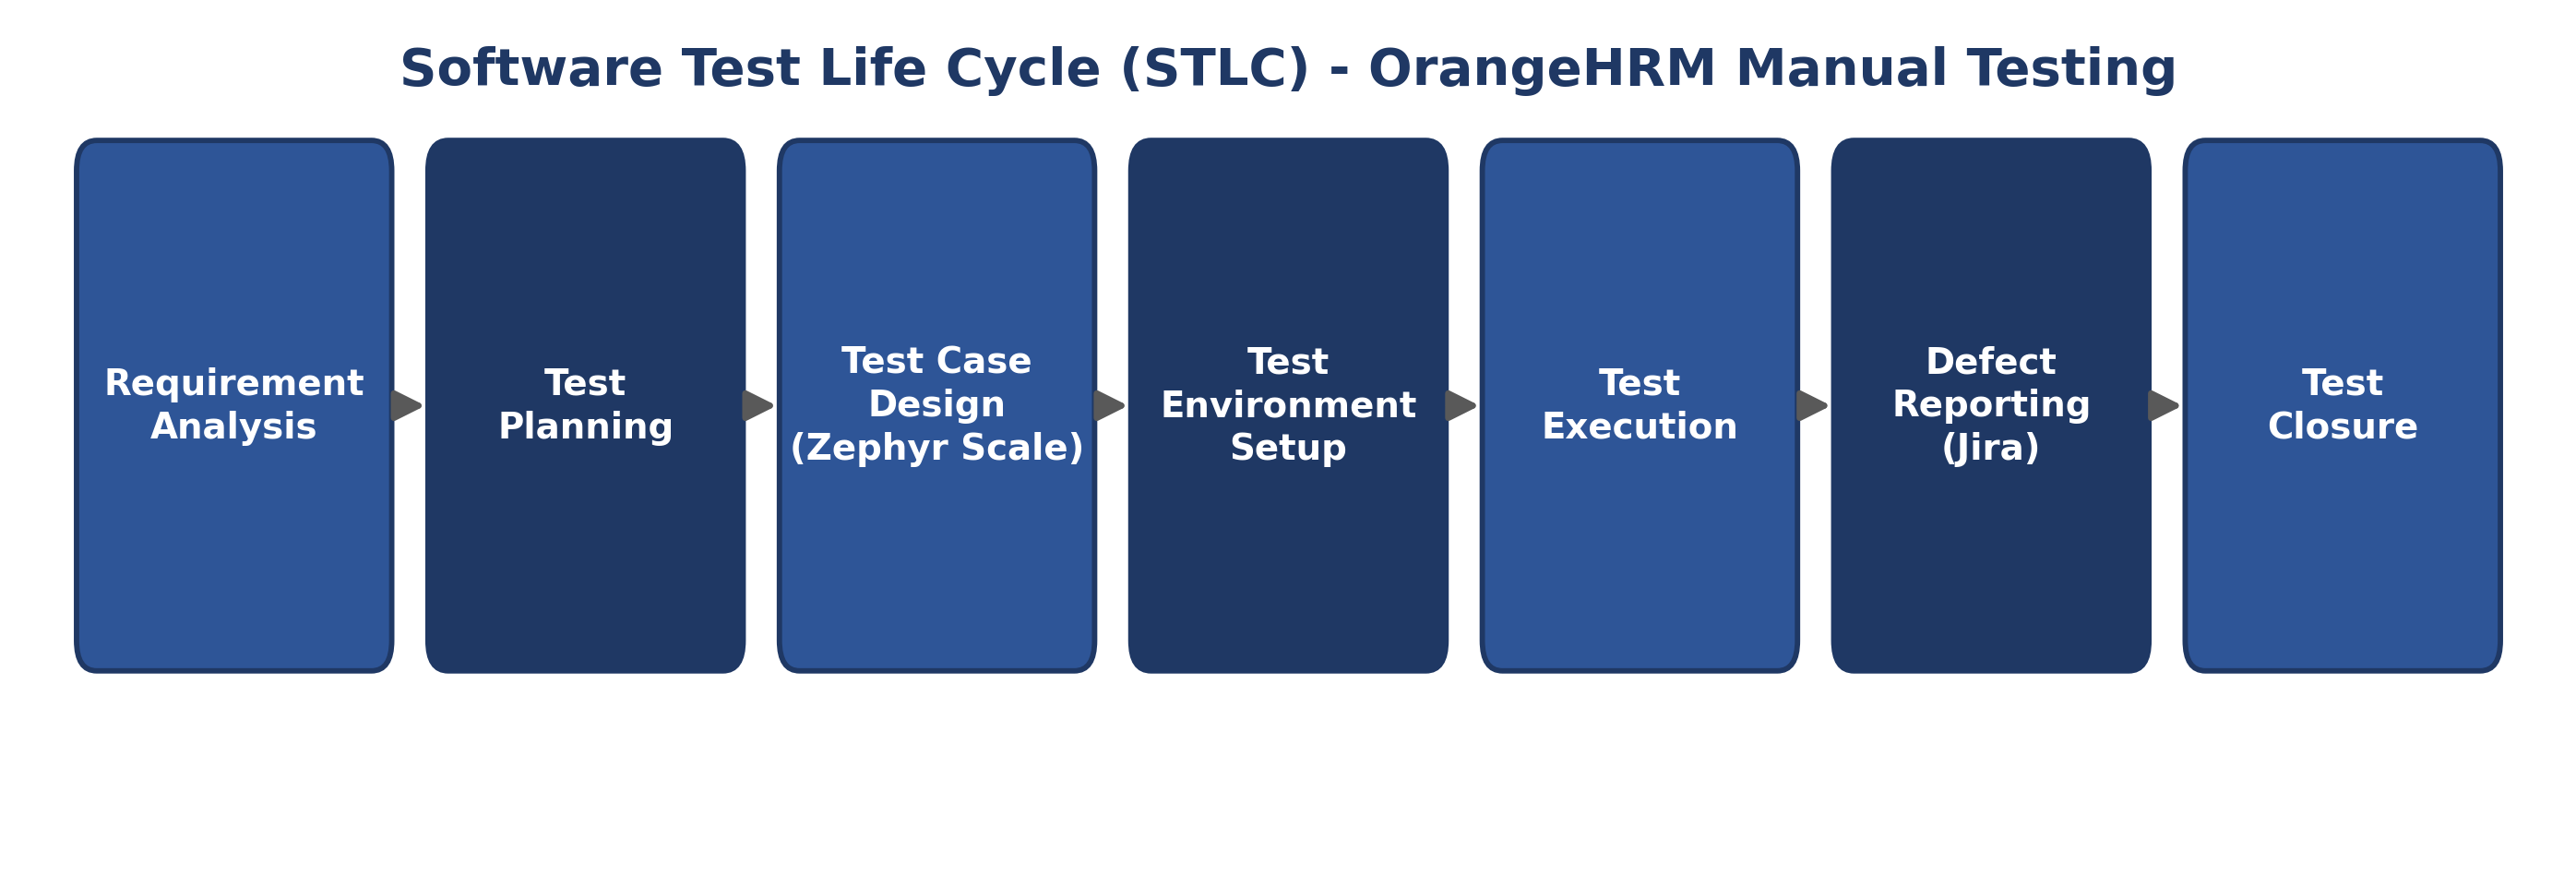 Software Test Life Cycle (STLC) - OrangeHRM Manual Testing
Requirement
Analysis
Test
Planning
Test Case
Design
(Zephyr Scale)
Test
Environment
Setup
Test
Execution
Defect
Reporting
(Jira)
Test
Closure